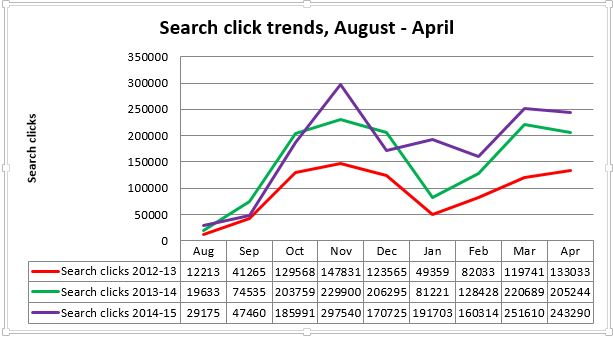 Search click trends, August - April
Search clicks
350000
300000
250000
200000
150000
100000
50000
0
Aug Sep Oct Nov Dec Jan Feb Mar Apr
Search clicks 2012-13 12213 41265 129568 147831 123565 49359 82033 119741 133033
Search clicks 2013-14 19633 74535 203759 229900 206295 81221 128428 220689 205244
Search clicks 2014-15 29175 47460 185991 297540 170725 191703 160314 251610 243290